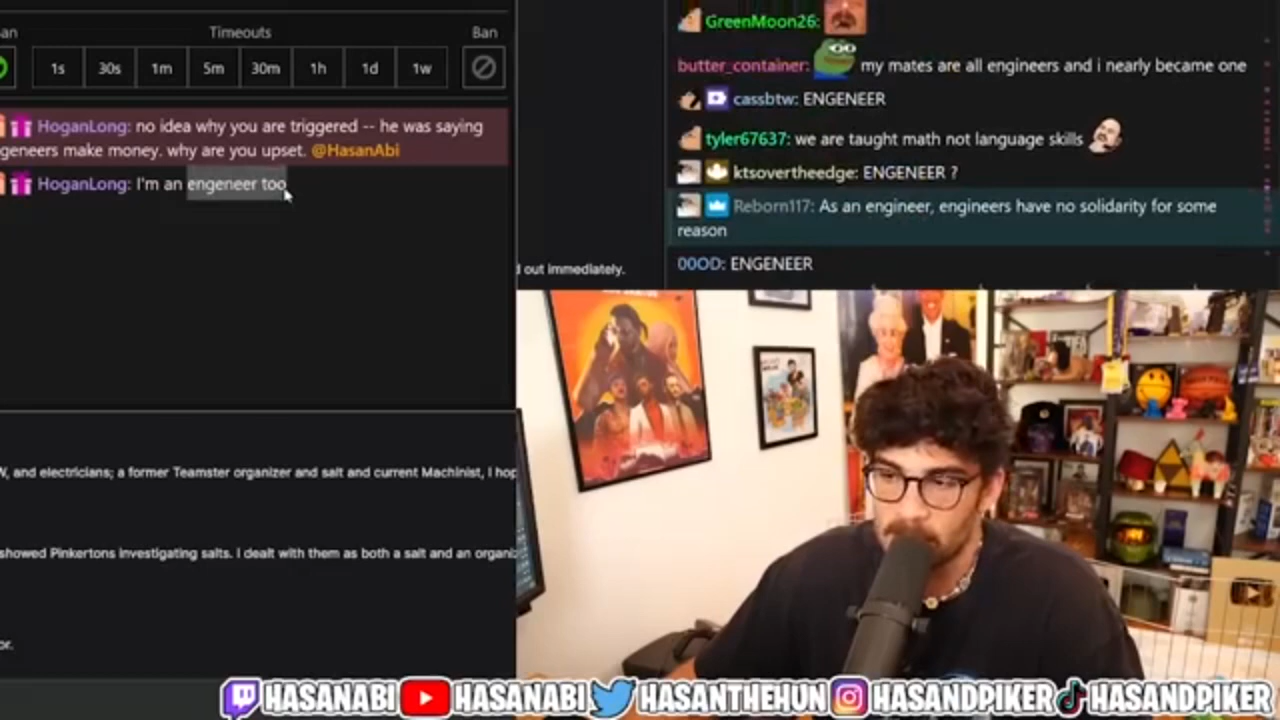 Timeouts
Ban
1s
30s
1m
5m
30m
1h
1d
1w
HoganLong: no idea why you are triggered -- he was saying
geneers make money. why are you upset. @HasanAbi
HoganLong: I'm an engeneer too
GreenMoon26:
butter_container: my mates are all engineers and i nearly became one
cassbtw: ENGENEER
tyler67637: we are taught math not language skills
ktsovertheedge: ENGENEER ?
Reborn117: As an engineer, engineers have no solidarity for some
reason
00OD: ENGENEER
out immediately.
, and electricians; a former Teamster organizer and salt and current Machinist, I hop
showed Pinkertons investigating salts. I dealt with them as both a salt and an organiz
or.
HASANABI
HASANABI
HASANTHEHUN
HASANDPIKER
HASANDPIKER